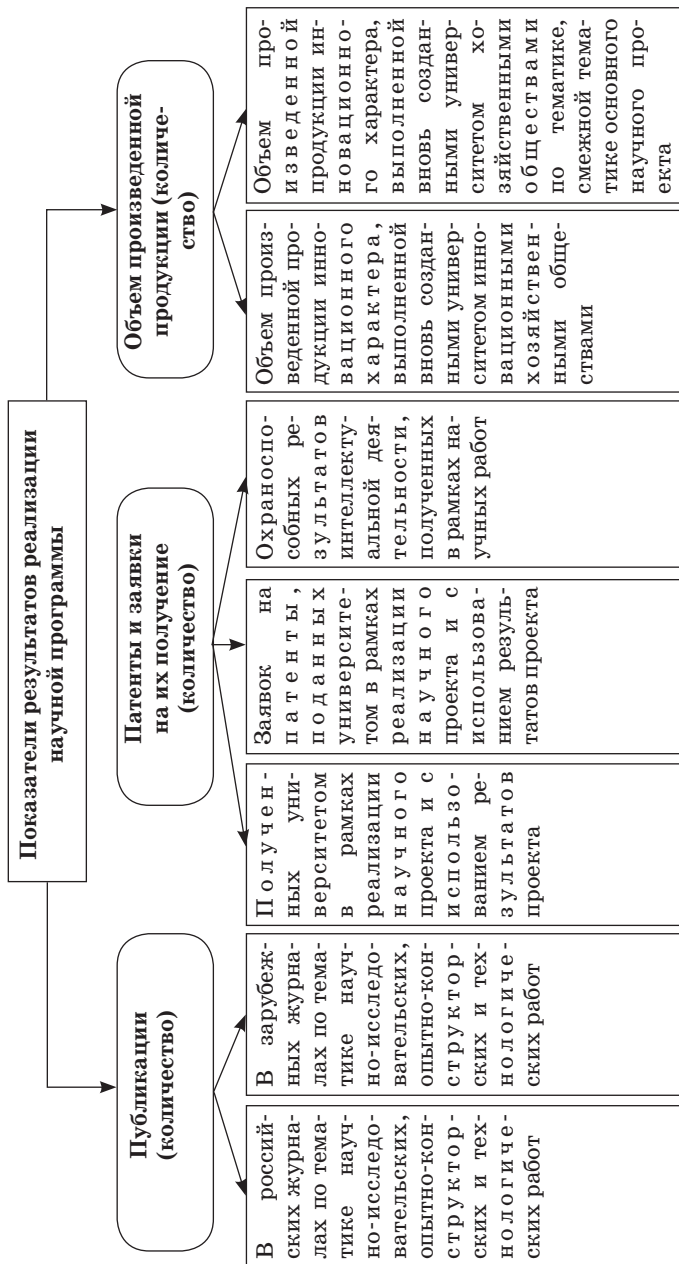 Показатели результатов реализации
научной программы
Публикации
(количество)
Патенты и заявки
на их получение
(количество)
Объем произведенной
продукции (количе-
ство)
В россий-
ских журна-
лах по тема-
тике науч-
но-исследо-
вательских,
опытно-кон-
структор-
ских и тех-
нологиче-
ских работ
В зарубеж-
ных журна-
лах по тема-
тике науч-
но-исследо-
вательских,
опытно-кон-
структор-
ских и тех-
нологиче-
ских работ
Получен-
ных уни-
верситетом
в рамках
реализации
научного
проекта и с
использо-
ванием ре-
зультатов
проекта
Заявок на
патенты,
поданных
университе-
том в рамках
реализации
научного
проекта и с
использова-
нием резуль-
татов проекта
Охраноспо-
собных ре-
зультатов
интеллекту-
альной дея-
тельности,
полученных
в рамках на-
учных работ
Объем произ-
веденной про-
дукции инно-
вационного
характера,
выполненной
вновь создан-
ными универ-
ситетом инно-
вационными
хозяйствен-
ными обще-
ствами
Объем про-
изведенной
продукции ин-
новационно-
го характера,
выполненной
вновь создан-
ными универ-
ситетом хо-
зяйственными
обществами
по тематике,
смежной тема-
тике основного
научного про-
екта